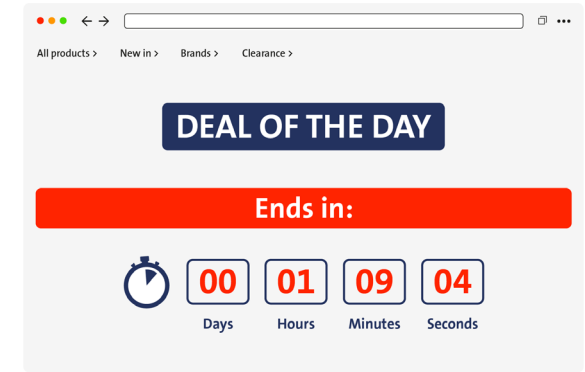 All products > New in > Brands > Clearance >
DEAL OF THE DAY
Ends in:
00 01 09 04
Days Hours Minutes Seconds